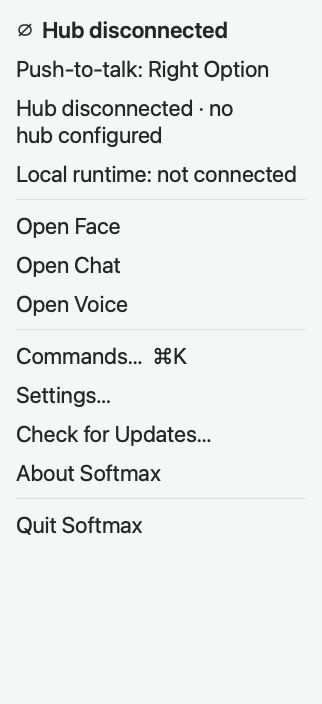 Hub disconnected
Push-to-talk: Right Option
Hub disconnected · no
hub configured
Local runtime: not connected
Open Face
Open Chat
Open Voice
Commands... ⌘K
Settings...
Check for Updates...
About Softmax
Quit Softmax